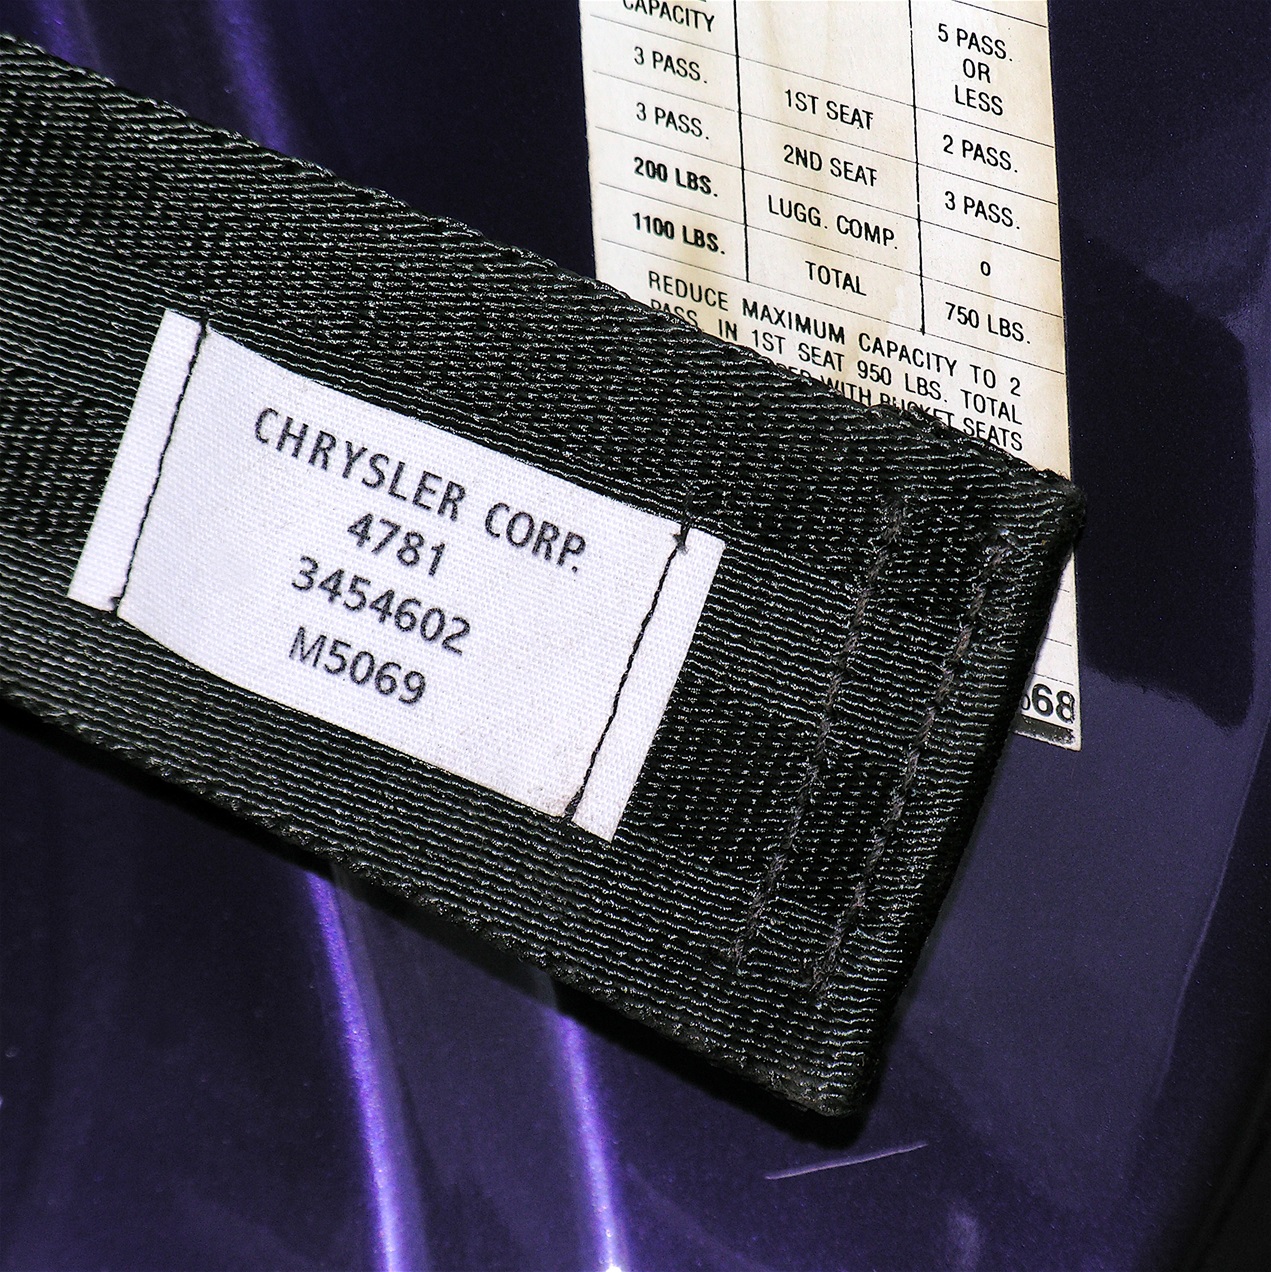 CAPACITY
5 PASS.
OR
LESS
3 PASS. 1ST SEAT 2 PASS.
3 PASS. 2ND SEAT 3 PASS.
200 LBS. LUGG. COMP. 0
1100 LBS. TOTAL 750 LBS.
REDUCE MAXIMUM CAPACITY TO 2
PASS. IN 1ST SEAT 950 LBS. TOTAL
WITH BUCKET SEATS
68
CHRYSLER CORP.
4781
3454602
M5069